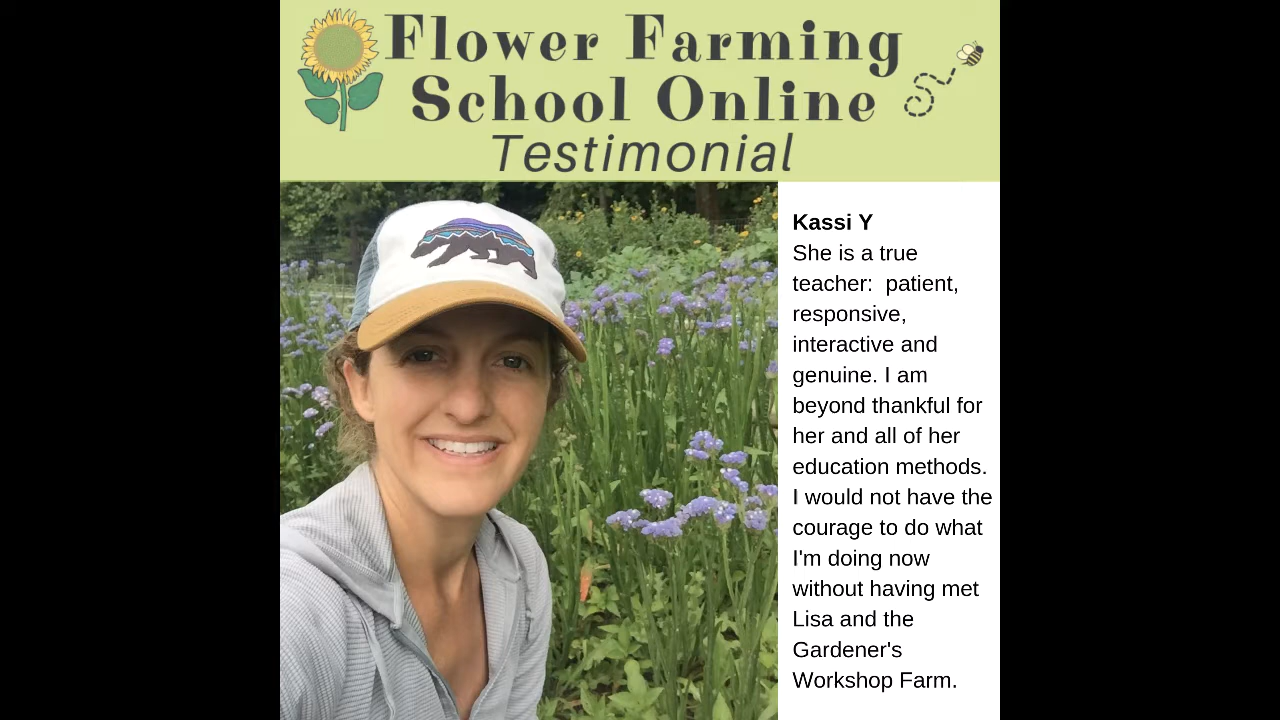 Flower Farming
School Online
Testimonial
Kassi Y
She is a true
teacher:  patient,
responsive,
interactive and
genuine. I am
beyond thankful for
her and all of her
education methods.
I would not have the
courage to do what
I'm doing now
without having met
Lisa and the
Gardener's
Workshop Farm.